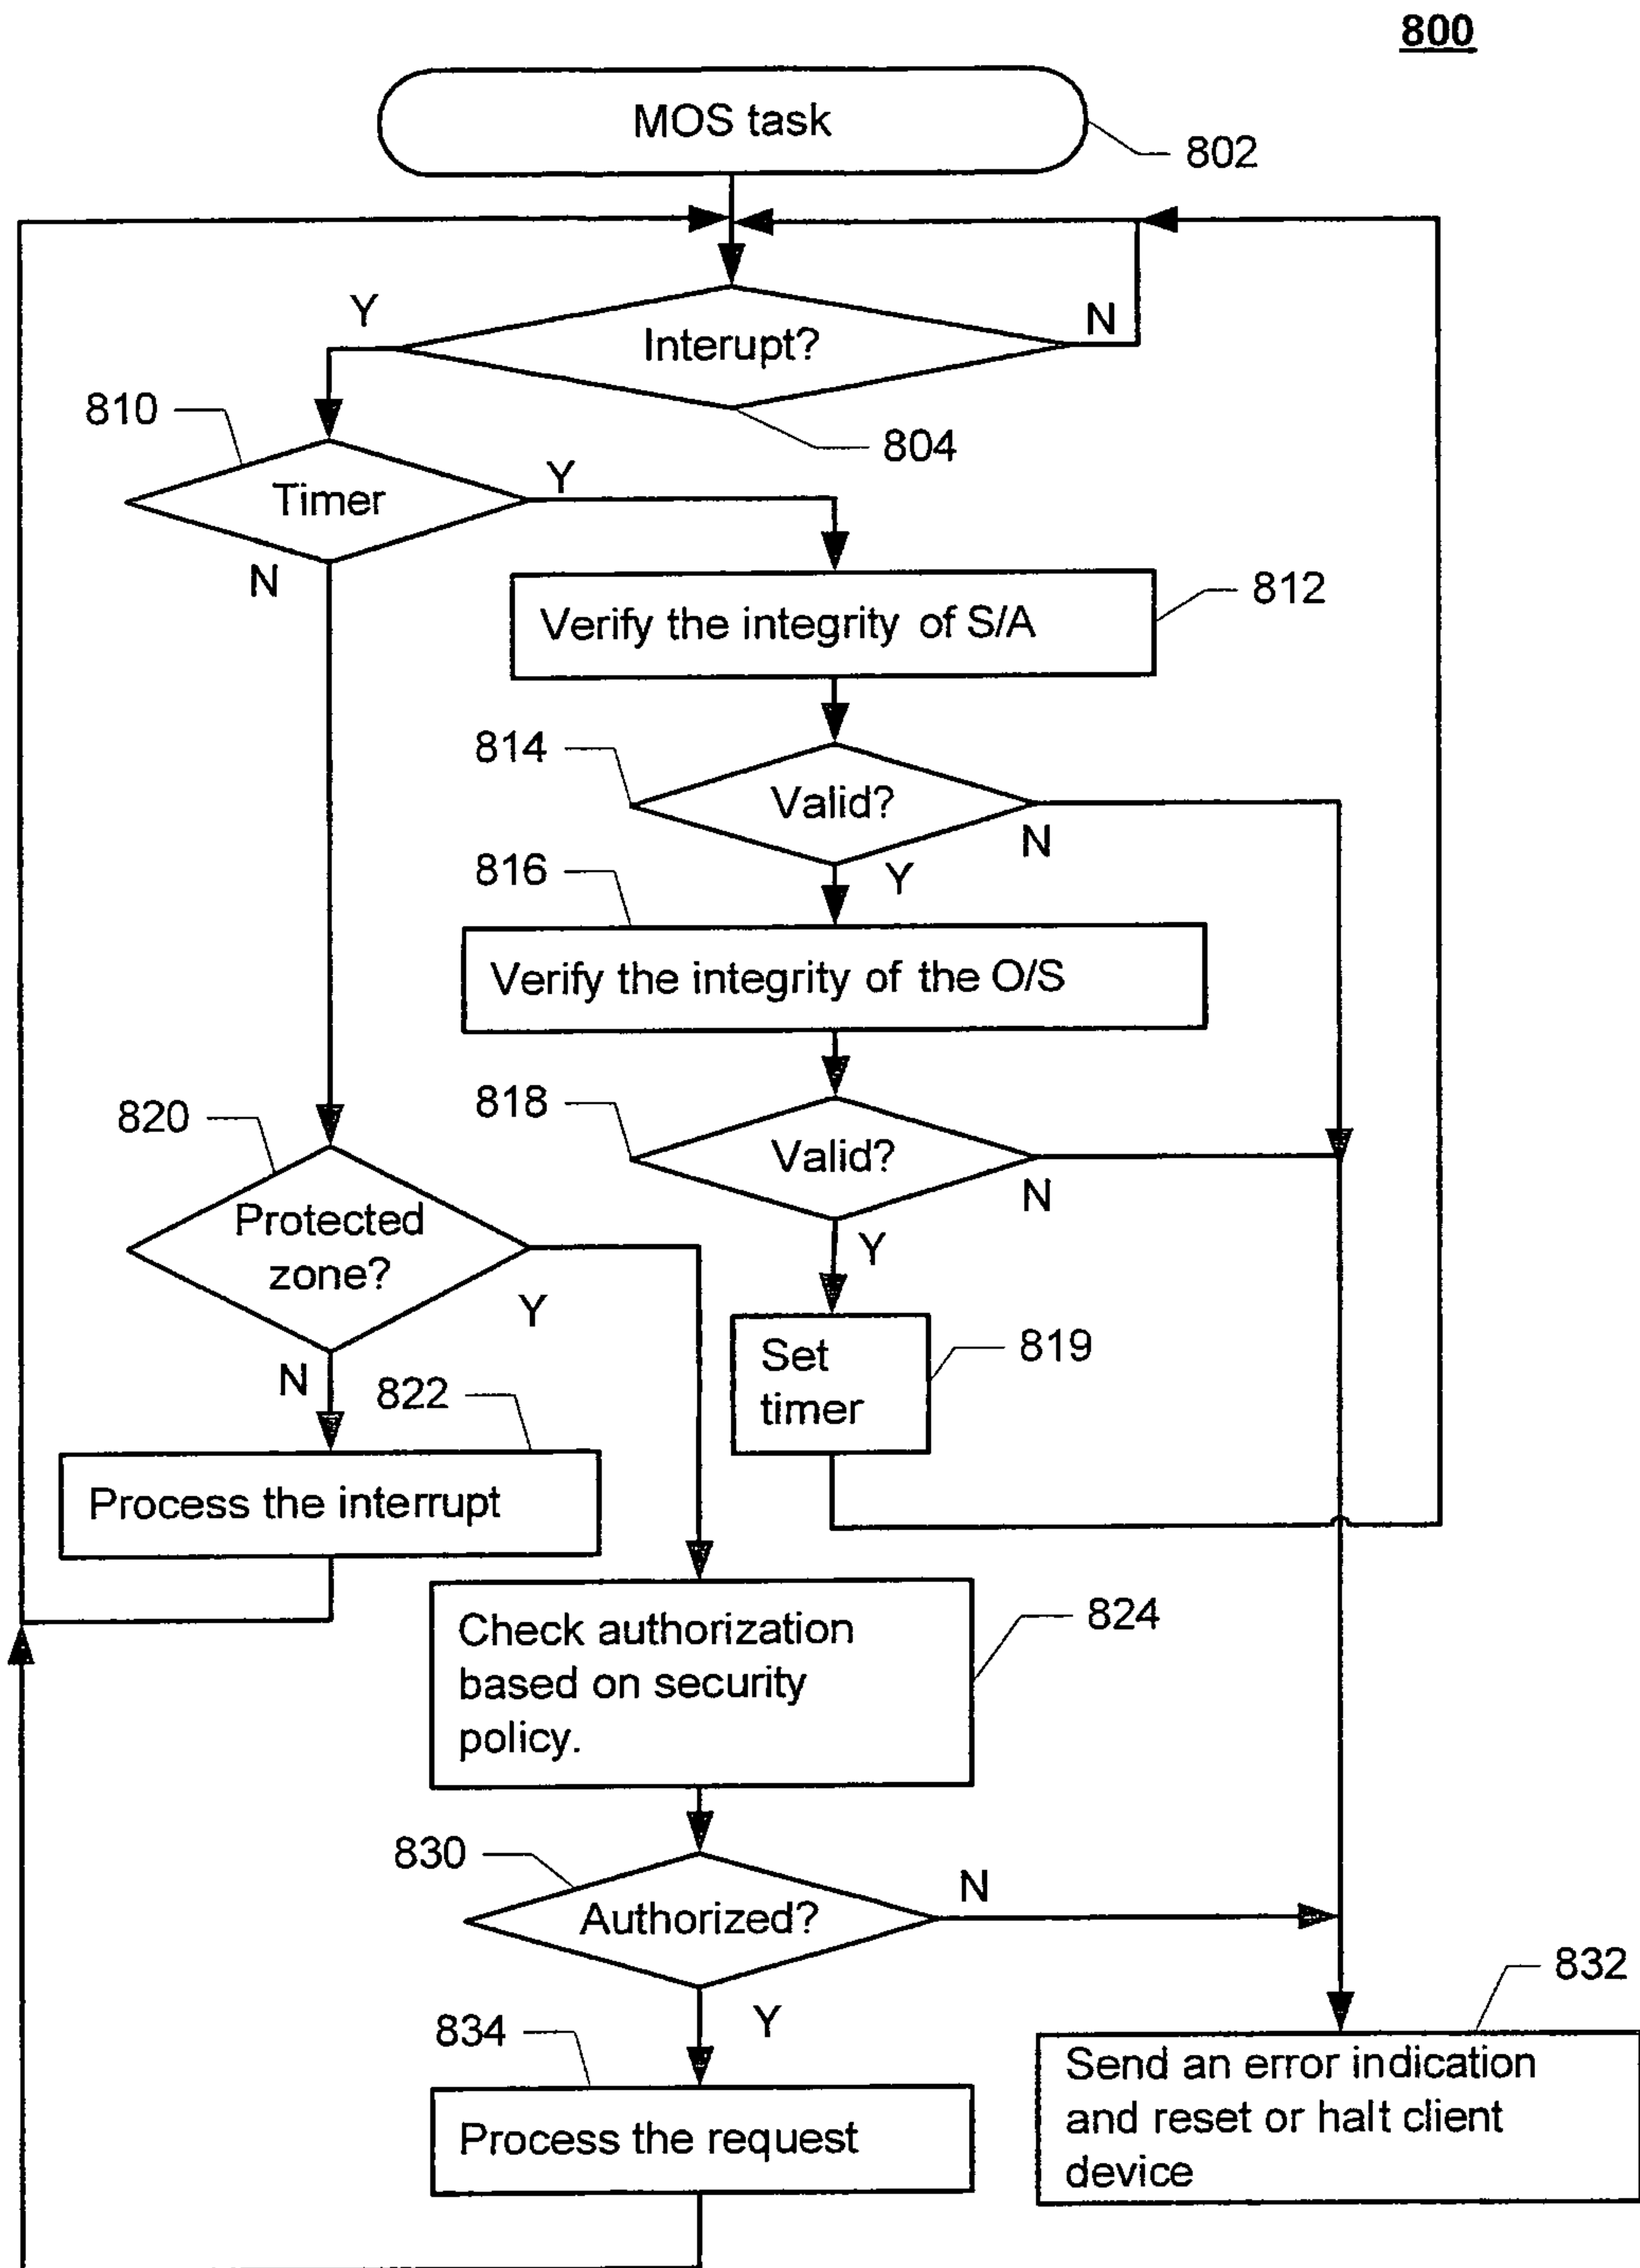 800
MOS task
802
Y
Interupt?
N
804
810
Timer
Y
N
Verify the integrity of S/A
812
814
Valid?
N
Y
816
Verify the integrity of the O/S
818
Valid?
N
Y
820
Protected
zone?
Y
N
Set
timer
819
822
Process the interrupt
Check authorization
based on security
policy.
824
830
Authorized?
N
Y
832
834
Process the request
Send an error indication
and reset or halt client
device